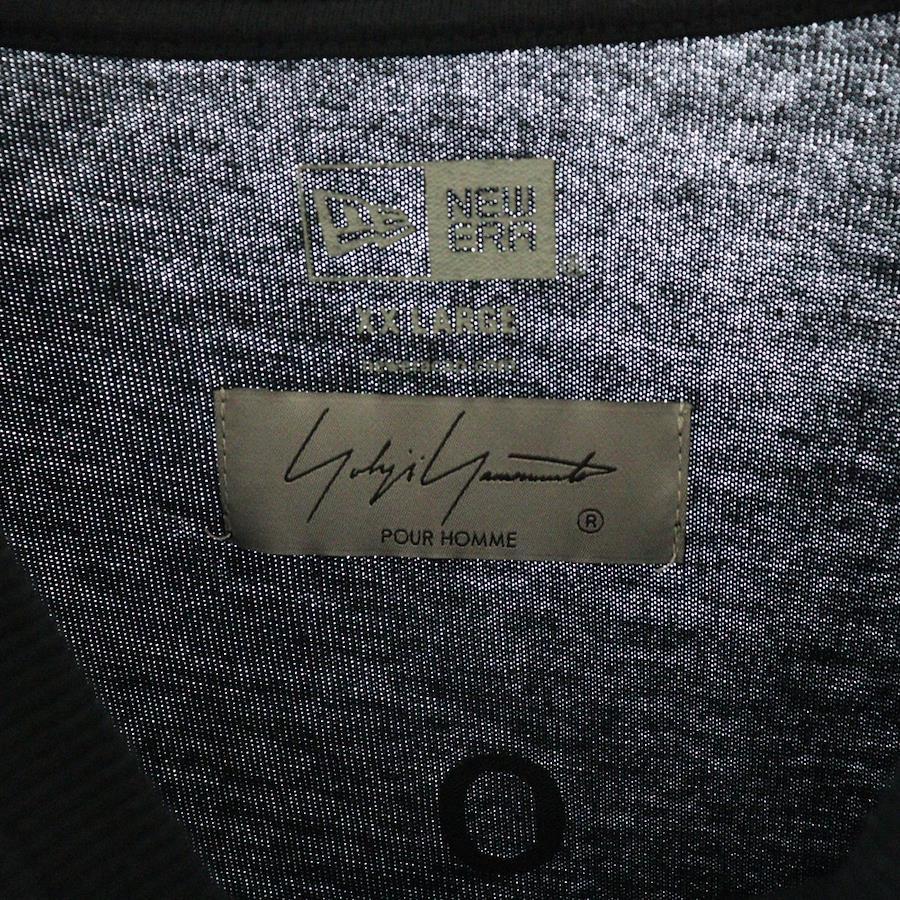 NEW
ERA
XX LARGE
Yohji Yamamoto
POUR HOMME
®
O